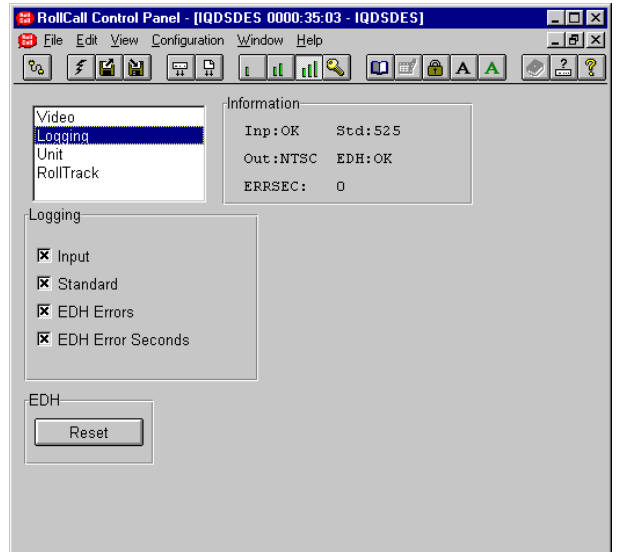 RollCall Control Panel - [IQDSDES 0000:35:03 - IQDSDES]
File Edit View Configuration Window Help
A A
Video
Logging
Unit
RollTrack
Information
Inp:OK Std:525
Out:NTSC EDH:OK
ERRSEC: 0
Logging
Input
Standard
EDH Errors
EDH Error Seconds
EDH
Reset